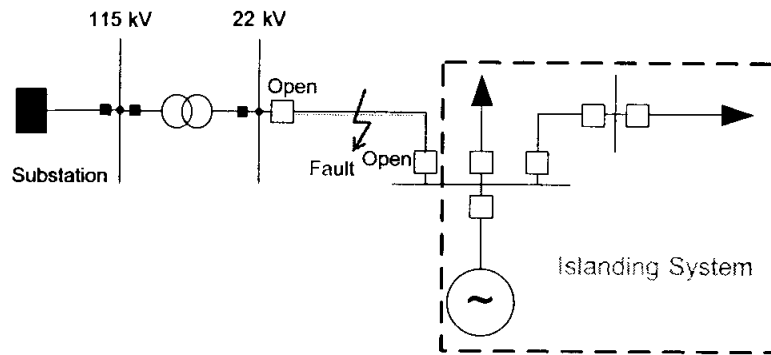 115 kV
22 kV
Open
Substation
Fault
Open
~
Islanding System